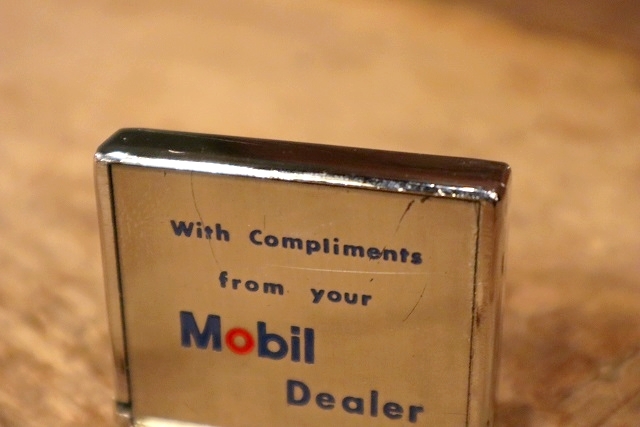 With Compliments
from your
Mobil
Dealer